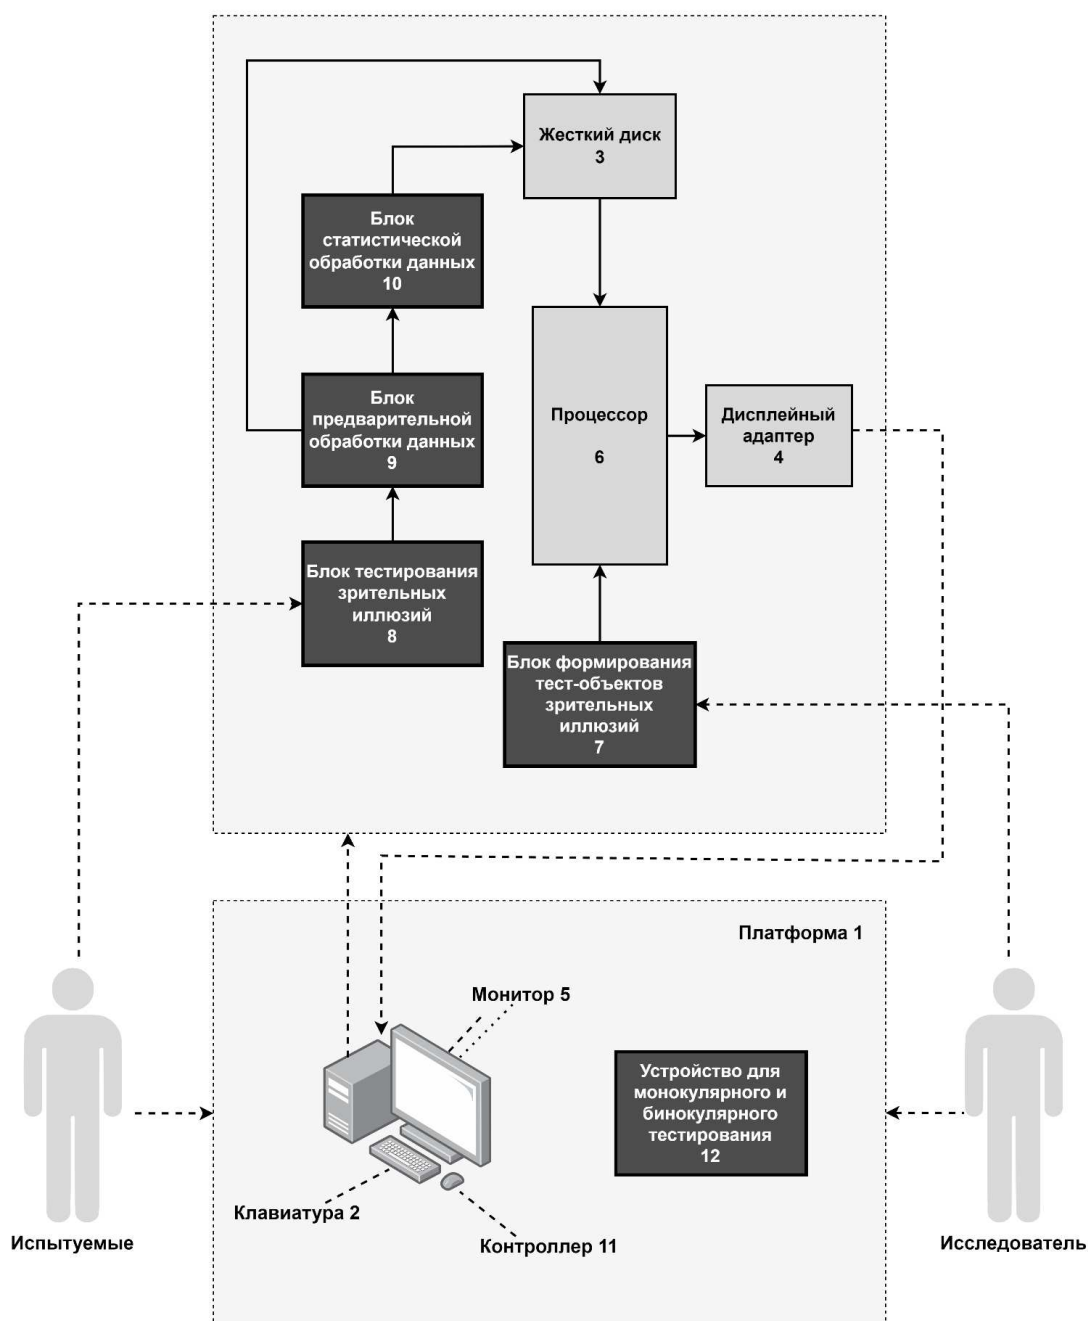 Жесткий диск
3
Блок
статистической
обработки данных
10
Блок
предварительной
обработки данных
9
Процессор
6
Дисплейный
адаптер
4
Блок тестирования
зрительных
иллюзий
8
Блок формирования
тест-объектов
зрительных
иллюзий
7
Платформа 1
Монитор 5
Устройство для
монокулярного и
бинокулярного
тестирования
12
Клавиатура 2
Контроллер 11
Испытуемые
Исследователь